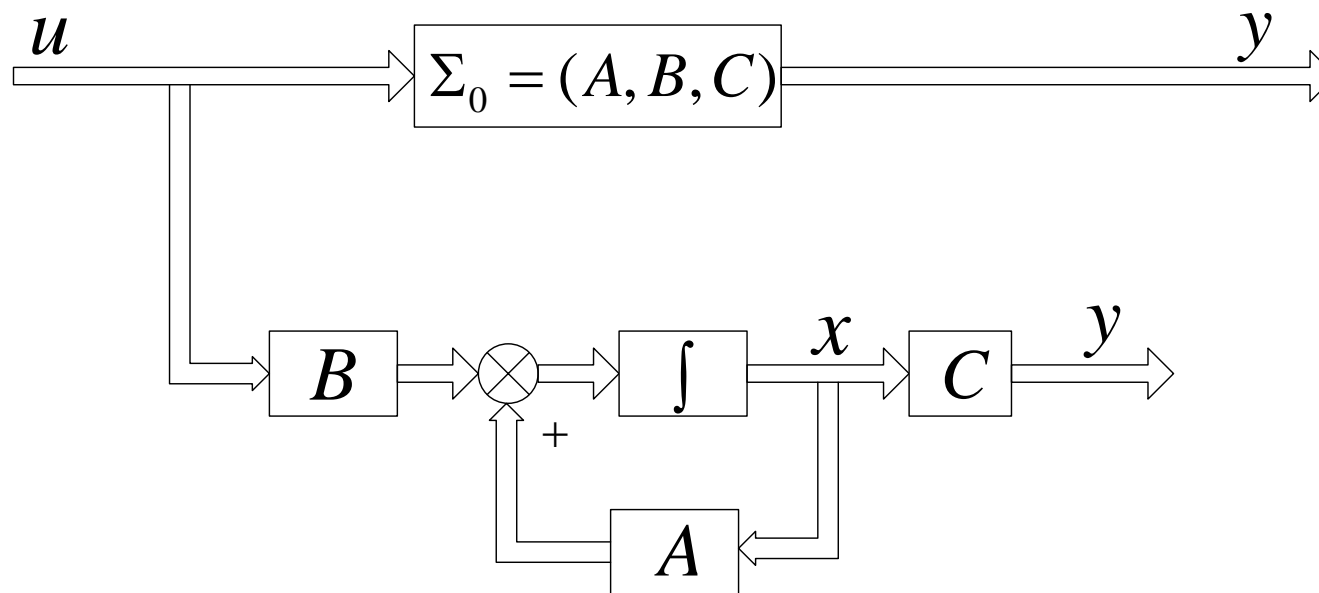 u
Σ₀ = (A, B, C)
y
B
∫
x
C
y
+
A